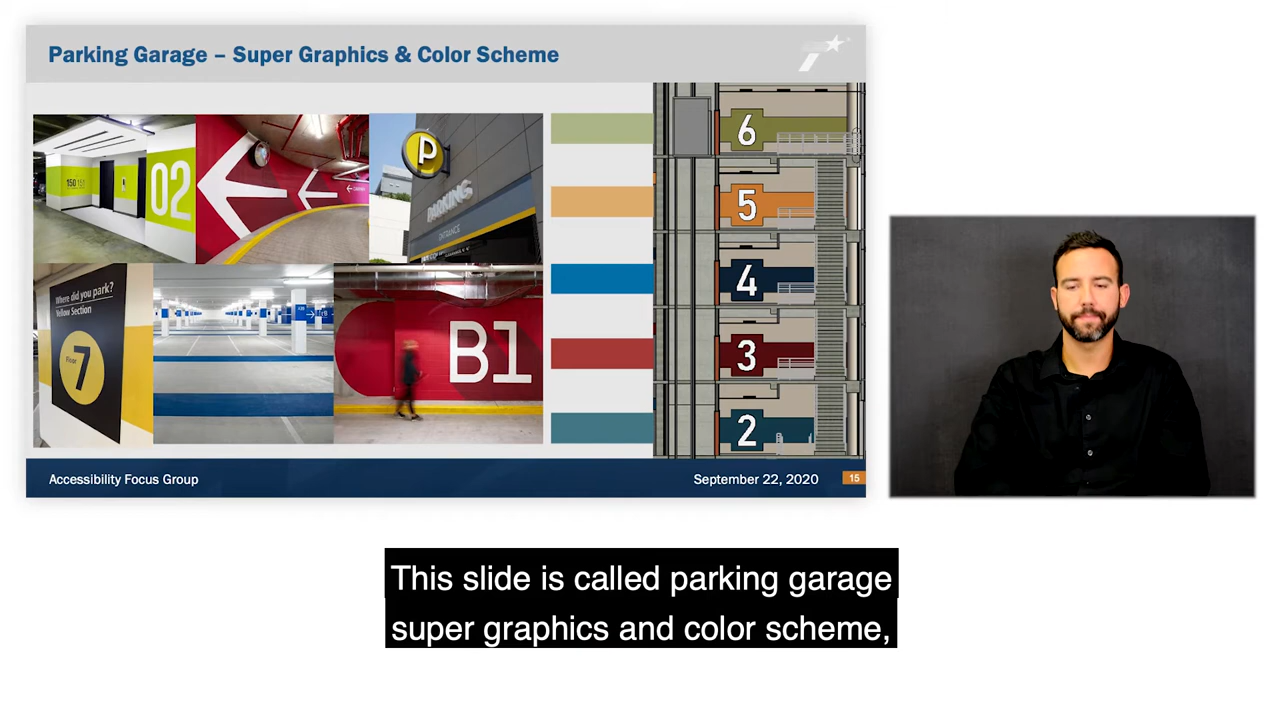 Parking Garage – Super Graphics & Color Scheme
02
150
P
PARKING
ENTRANCE
Where did you park?
Yellow Section
Floor
7
B1
6
5
4
3
2
Accessibility Focus Group
September 22, 2020
15
This slide is called parking garage
super graphics and color scheme,